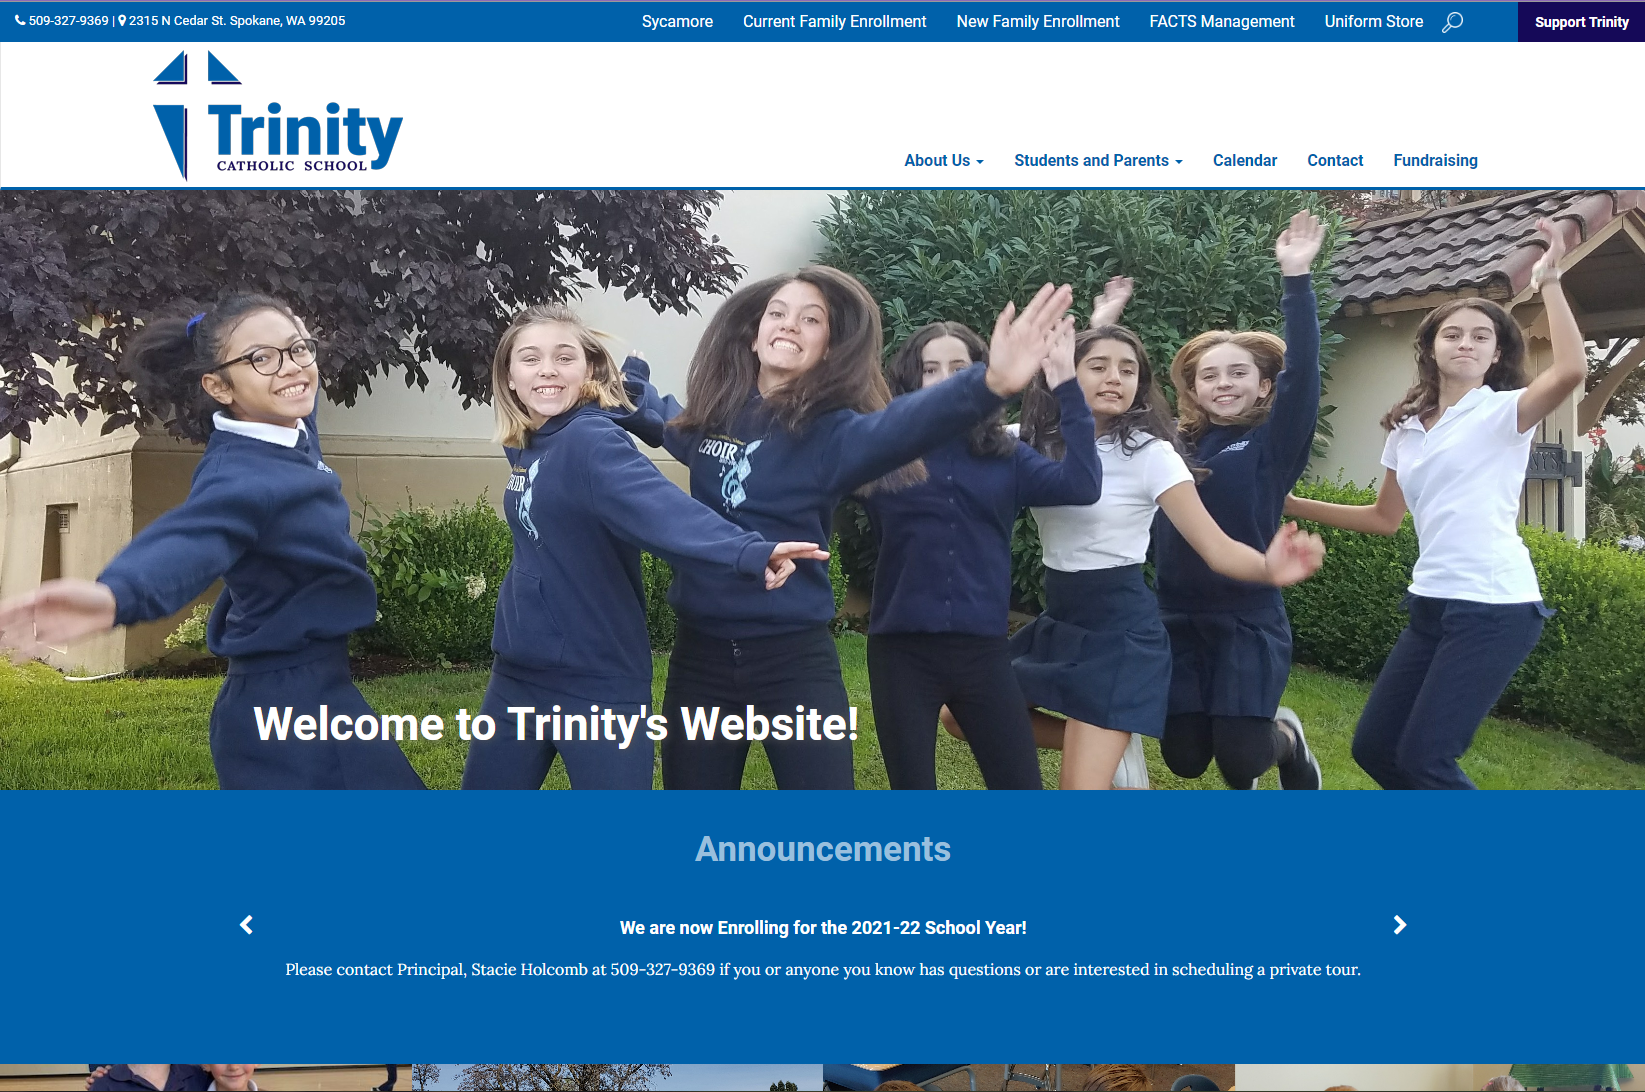 509-327-9369 | 2315 N Cedar St. Spokane, WA 99205
Sycamore Current Family Enrollment New Family Enrollment FACTS Management Uniform Store Support Trinity
Trinity
CATHOLIC SCHOOL
About Us Students and Parents Calendar Contact Fundraising
CHOIR
Welcome to Trinity's Website!
Announcements
We are now Enrolling for the 2021-22 School Year!
Please contact Principal, Stacie Holcomb at 509-327-9369 if you or anyone you know has questions or are interested in scheduling a private tour.